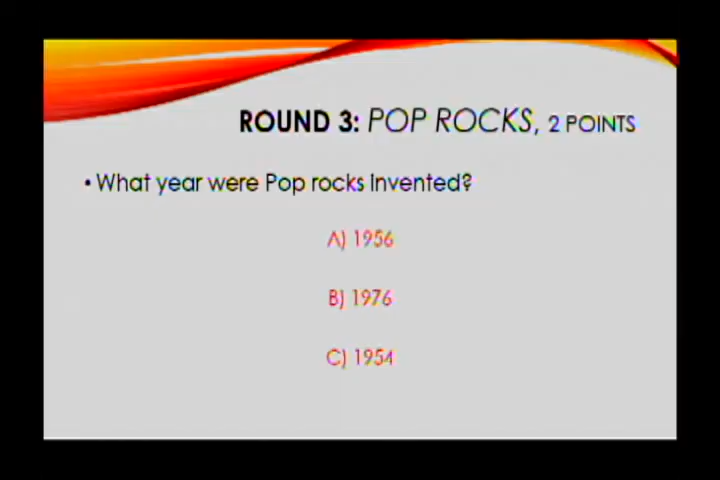 ROUND 3: POP ROCKS, 2 POINTS
• What year were Pop rocks invented?
A) 1956
B) 1976
C) 1954